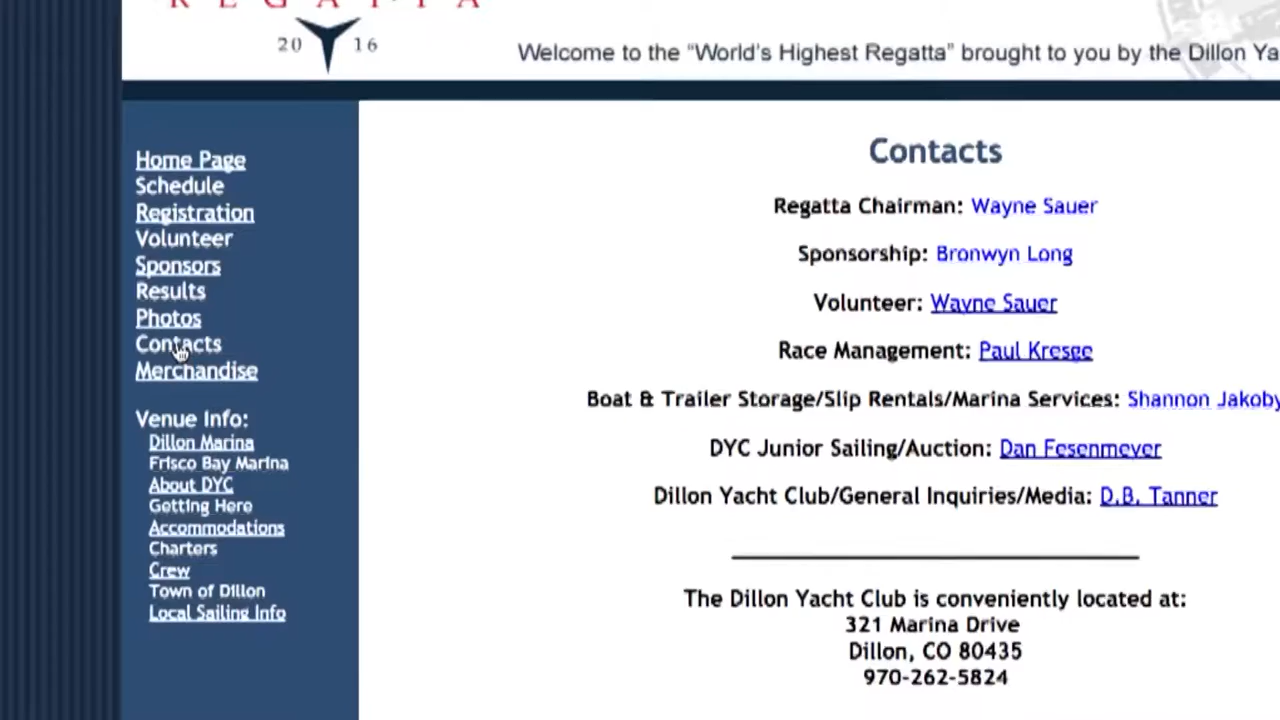 REGATTA
20 16
Welcome to the “World's Highest Regatta” brought to you by the Dillon
Home Page
Schedule
Registration
Volunteer
Sponsors
Results
Photos
Contacts
Merchandise
Venue Info:
Dillon Marina
Frisco Bay Marina
About DYC
Getting Here
Accommodations
Charters
Crew
Town of Dillon
Local Sailing Info
Contacts
Regatta Chairman: Wayne Sauer
Sponsorship: Bronwyn Long
Volunteer: Wayne Sauer
Race Management: Paul Kresge
Boat & Trailer Storage/Slip Rentals/Marina Services: Shannon Jakoby
DYC Junior Sailing/Auction: Dan Fesenmeyer
Dillon Yacht Club/General Inquiries/Media: D.B. Tanner
The Dillon Yacht Club is conveniently located at:
321 Marina Drive
Dillon, CO 80435
970-262-5824